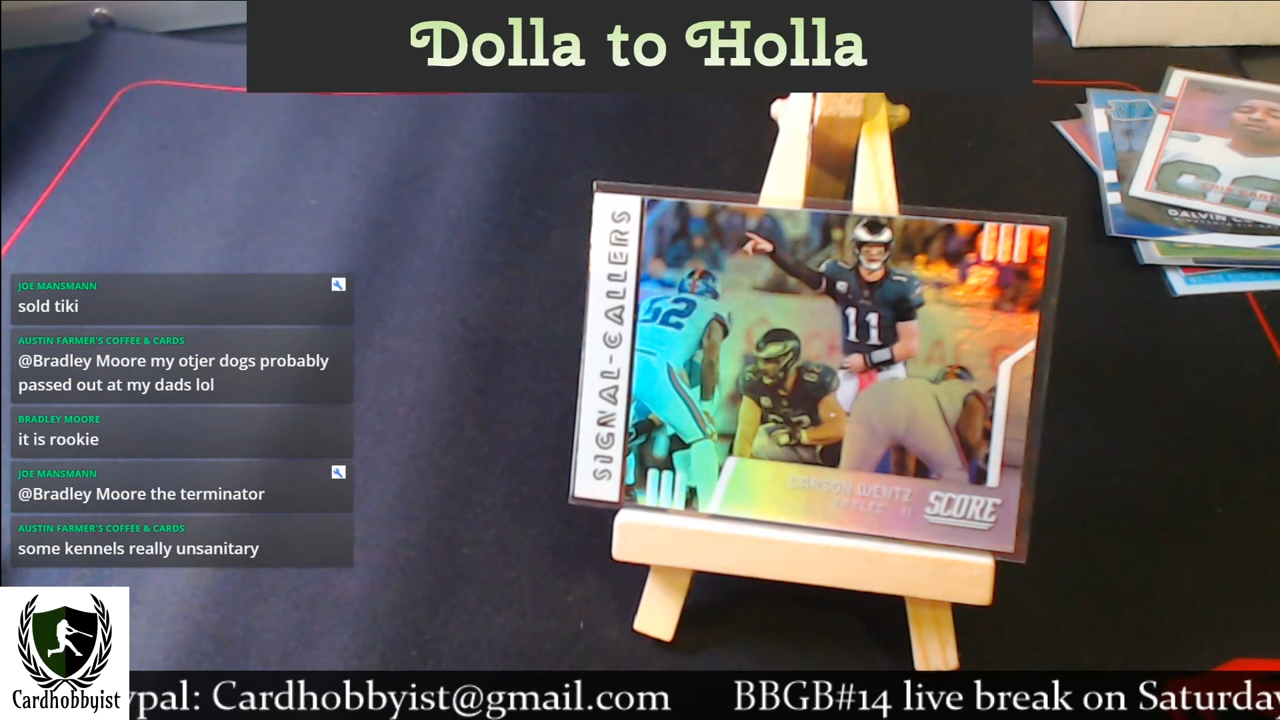 Dolla to Holla
JOE MANSMANN
sold tiki
AUSTIN FARMER'S COFFEE & CARDS
@Bradley Moore my otjer dogs probably
passed out at my dads lol
BRADLEY MOORE
it is rookie
JOE MANSMANN
@Bradley Moore the terminator
AUSTIN FARMER'S COFFEE & CARDS
some kennels really unsanitary
SIGNAL-CALLERS
11
52
CARSON WENTZ
SCORE
DALVIN
Cardhobbyist
ypal: Cardhobbyist@gmail.com
BBGB#14 live break on Saturday